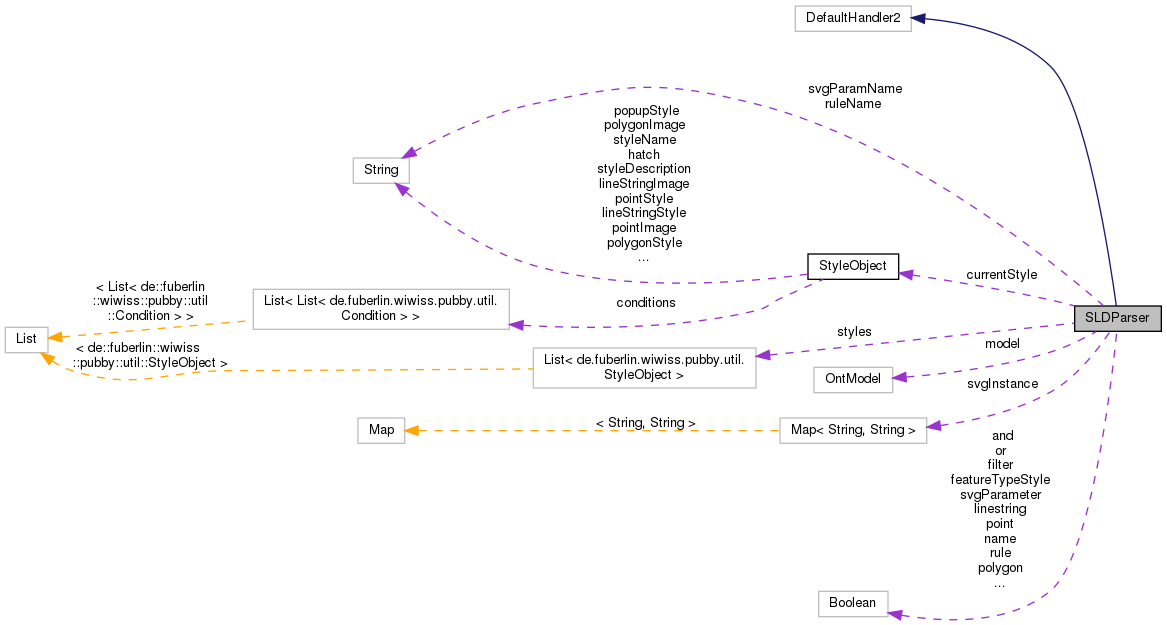 DefaultHandler2
svgParamName
ruleName
popupStyle
polygonImage
styleName
hatch
styleDescription
lineStringImage
pointStyle
lineStringStyle
pointImage
polygonStyle
...
String
StyleObject
currentStyle
< List< de::fuberlin
::wiwiss::pubby::util
::Condition > >
List< List< de.fuberlin.wiwiss.pubby.util.
Condition > >
conditions
SLDParser
List
styles
model
< de::fuberlin::wiwiss
::pubby::util::StyleObject >
List< de.fuberlin.wiwiss.pubby.util.
StyleObject >
OntModel
svgInstance
Map
< String, String >
Map< String, String >
and
or
filter
featureTypeStyle
svgParameter
linestring
point
name
rule
polygon
...
Boolean